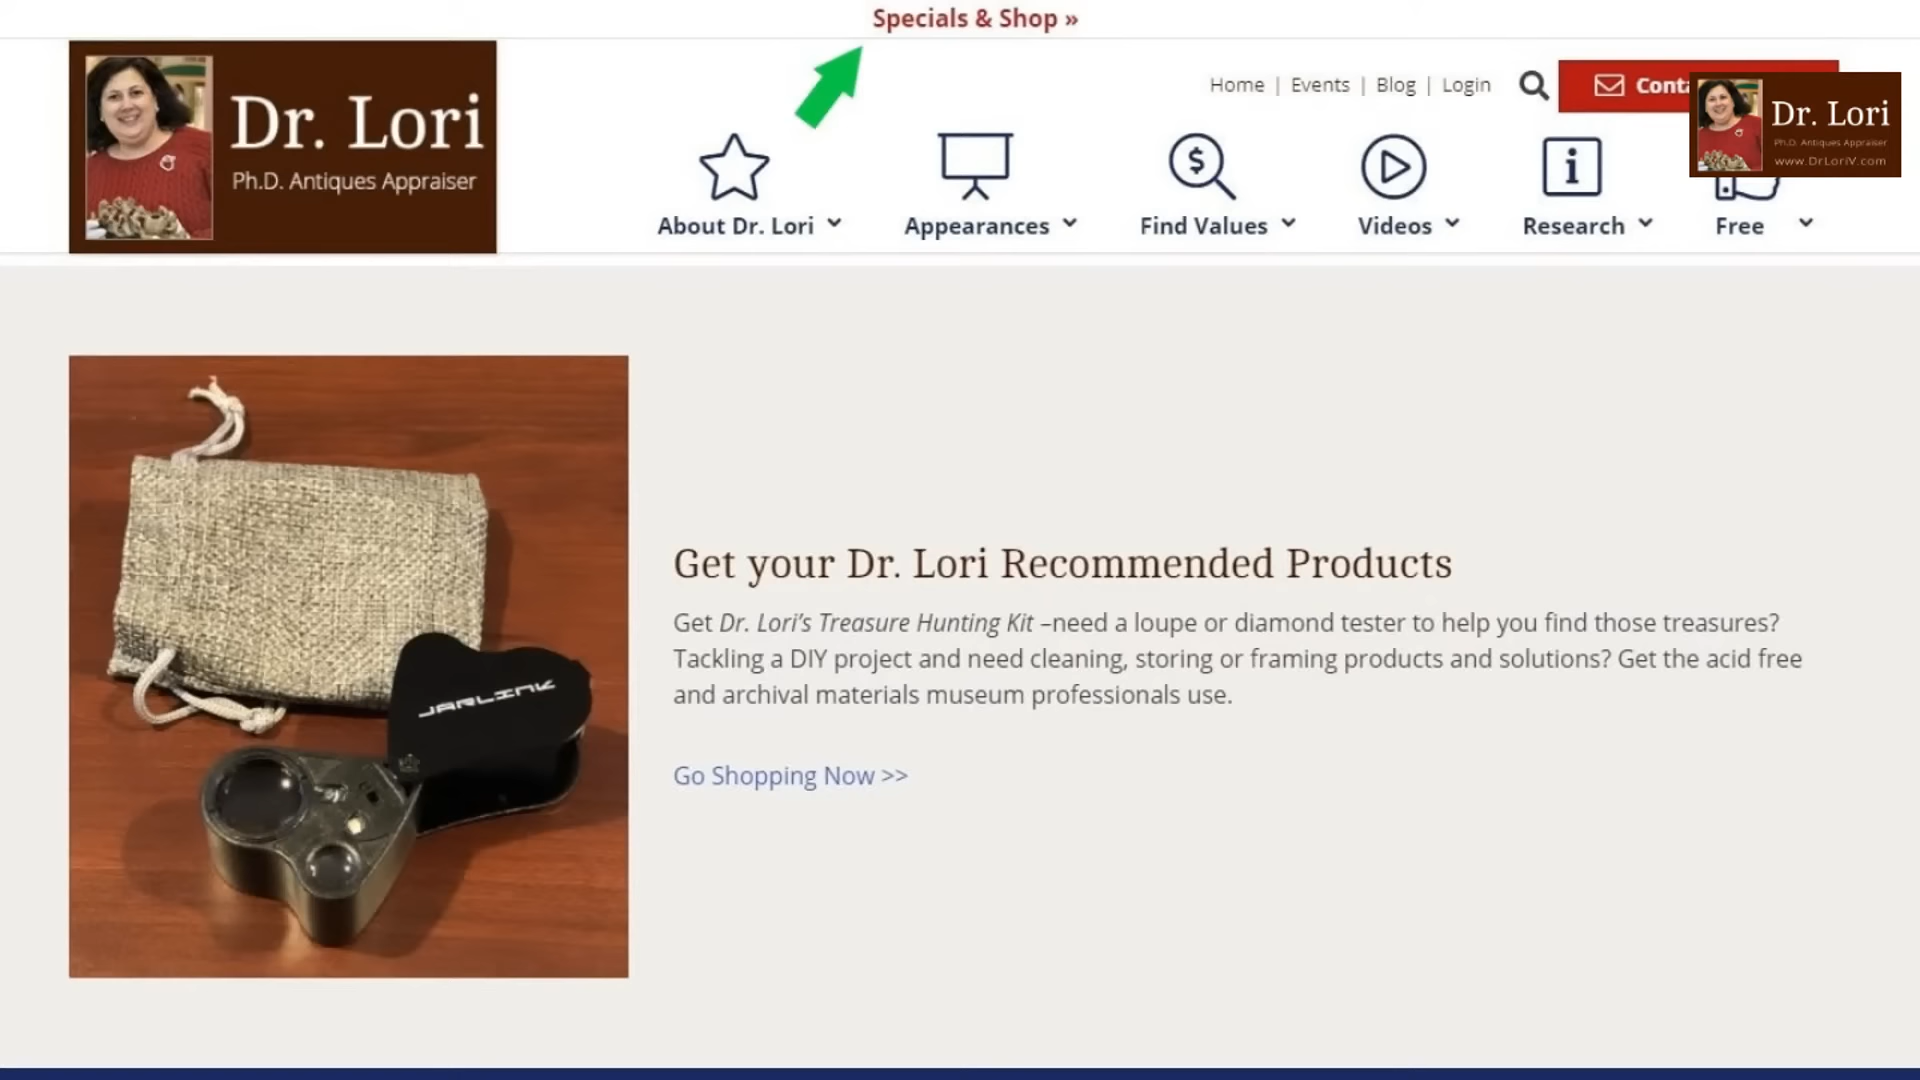 Specials & Shop »
Dr. Lori
Ph.D. Antiques Appraiser
Home | Events | Blog | Login
Dr. Lori
Ph.D. Antiques Appraiser
www.DrLoriV.com
About Dr. Lori
Appearances
Find Values
Videos
Research
Free
JARLINK
Get your Dr. Lori Recommended Products
Get Dr. Lori’s Treasure Hunting Kit –need a loupe or diamond tester to help you find those treasures?
Tackling a DIY project and need cleaning, storing or framing products and solutions? Get the acid free
and archival materials museum professionals use.
Go Shopping Now >>